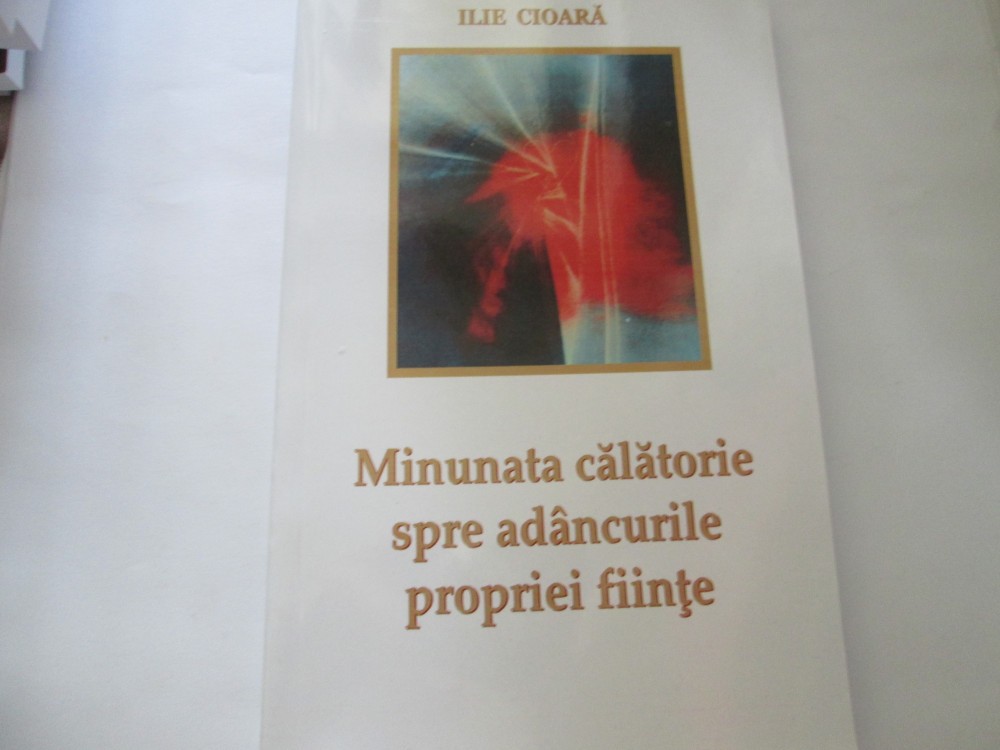 ILIE CIOARĂ
Minunata călătorie
spre adâncurile
propriei fiinţe